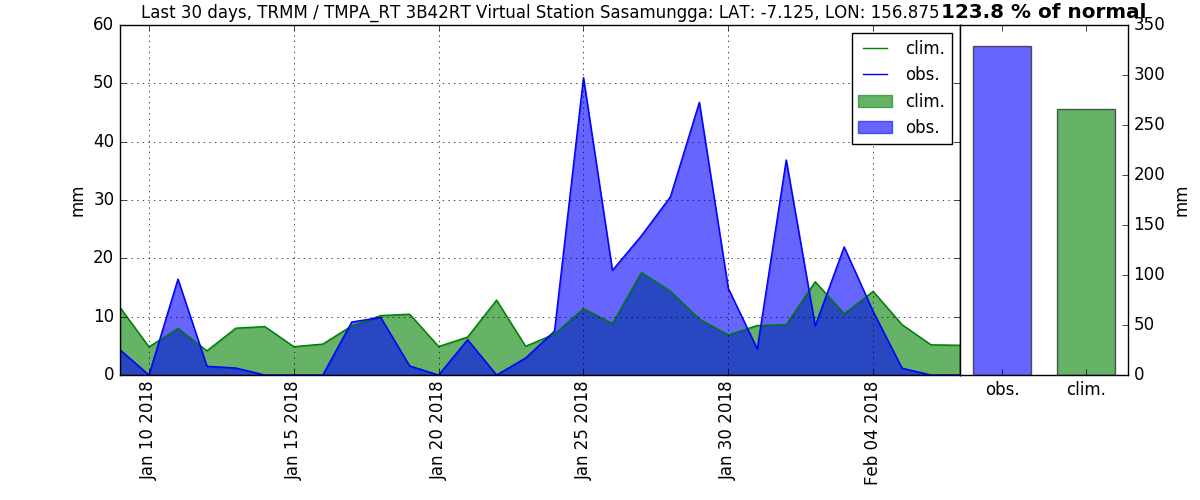 Last 30 days, TRMM / TMPA_RT 3B42RT Virtual Station Sasamungga: LAT: -7.125, LON: 156.875
123.8 % of normal
60
50
40
30
20
10
0
mm
clim.
obs.
clim.
obs.
Jan 10 2018
Jan 15 2018
Jan 20 2018
Jan 25 2018
Jan 30 2018
Feb 04 2018
350
300
250
200
150
100
50
0
mm
obs.
clim.